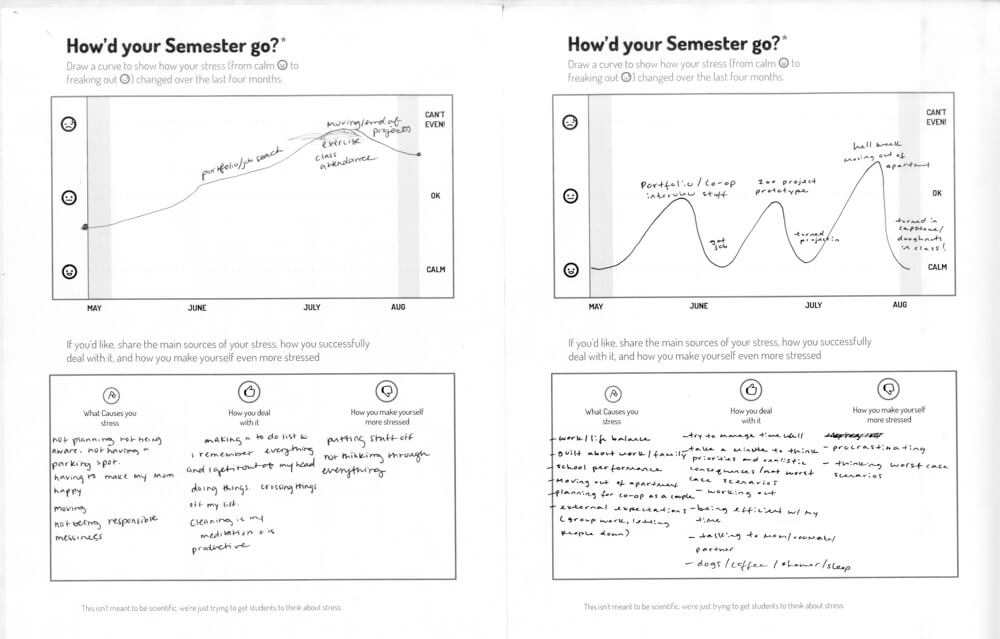 How'd your Semester go?*
Draw a curve to show how your stress (from calm to
freaking out) changed over the last four months.
CAN'T
EVEN!
OK
CALM
moving/end of
projects
exercise
class
attendance
portfolio/job search
MAY
JUNE
JULY
AUG
If you'd like, share the main sources of your stress, how you successfully
deal with it, and how you make yourself even more stressed
What Causes you
stress
not planning not being
aware. not having a
parking spot.
having to make my mom
happy
moving
not being responsible
messiness
How you deal
with it
making a to do list so
i remember everything
and I get it out of my head
doing things. crossing things
off my list.
cleaning is my
meditation + is
productive
How you make yourself
more stressed
putting stuff off
not thinking through
everything
This isn't meant to be scientific, we're just trying to get students to think about stress.
How'd your Semester go?*
Draw a curve to show how your stress (from calm to
freaking out) changed over the last four months.
CAN'T
EVEN!
OK
CALM
Portfolio/Co-op
interview stuff
got
job
200 project
prototype
turned
project in
hell week
moving out of
apartment
turned in
capstone/
doughnuts
in class!
MAY
JUNE
JULY
AUG
If you'd like, share the main sources of your stress, how you successfully
deal with it, and how you make yourself even more stressed
What Causes you
stress
- work/life balance
- guilt about work/family
- school performance
- moving out of apartment
- planning for co-op as a couple
- external expectations
(group work, letting
people down)
How you deal
with it
- try to manage time well
- take a minute to think
priorities and realistic
consequences/not worst
case scenarios
- working out
- being efficient w/ my
time
- talking to mom/roomate/
partner
- dogs/coffee/shower/sleep
How you make yourself
more stressed
- procrastinating
- thinking worst case
scenarios
This isn't meant to be scientific, we're just trying to get students to think about stress.